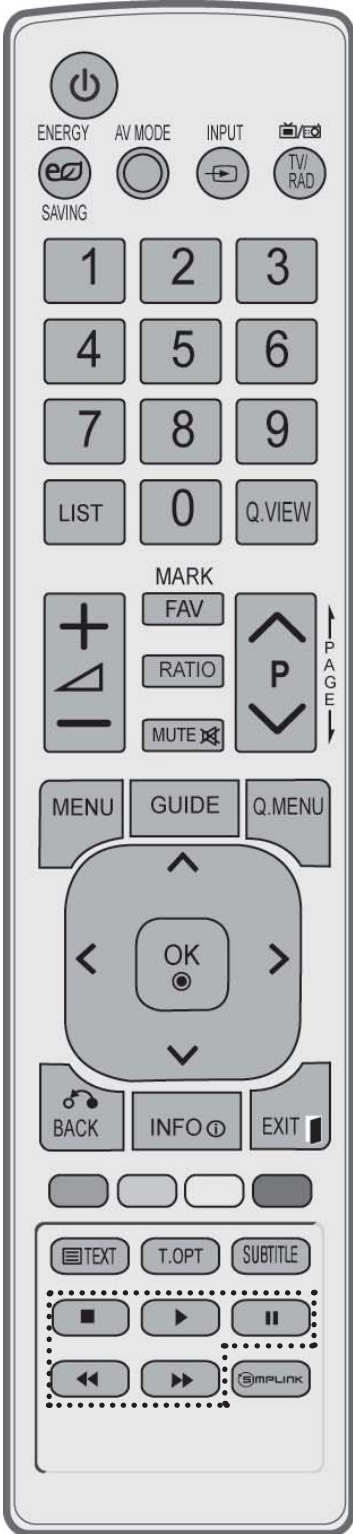 ENERGY AV MODE INPUT
TV/
RAD
SAVING
1 2 3
4 5 6
7 8 9
LIST 0 Q.VIEW
MARK
FAV
RATIO
P
PAGE
MUTE
MENU GUIDE Q.MENU
OK
BACK INFO EXIT
TEXT T.OPT SUBTITLE
SIMPLINK